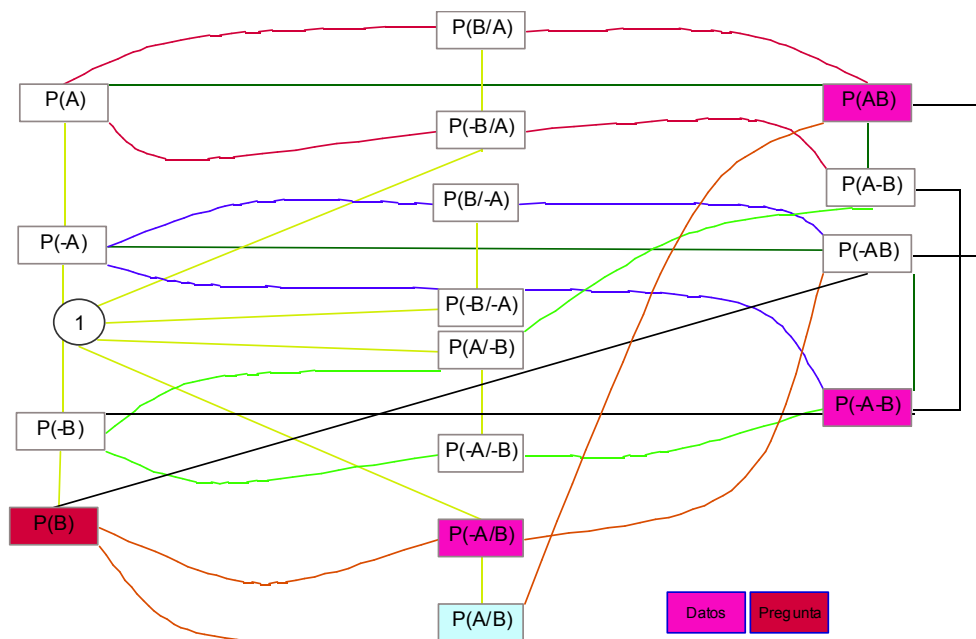 P(B/A)
P(A)
P(AB)
P(-B/A)
P(A-B)
P(B/-A)
P(-A)
P(-AB)
P(-B/-A)
1
P(A/-B)
P(-A-B)
P(-B)
P(-A/-B)
P(B)
P(-A/B)
P(A/B)
Datos
Pregunta